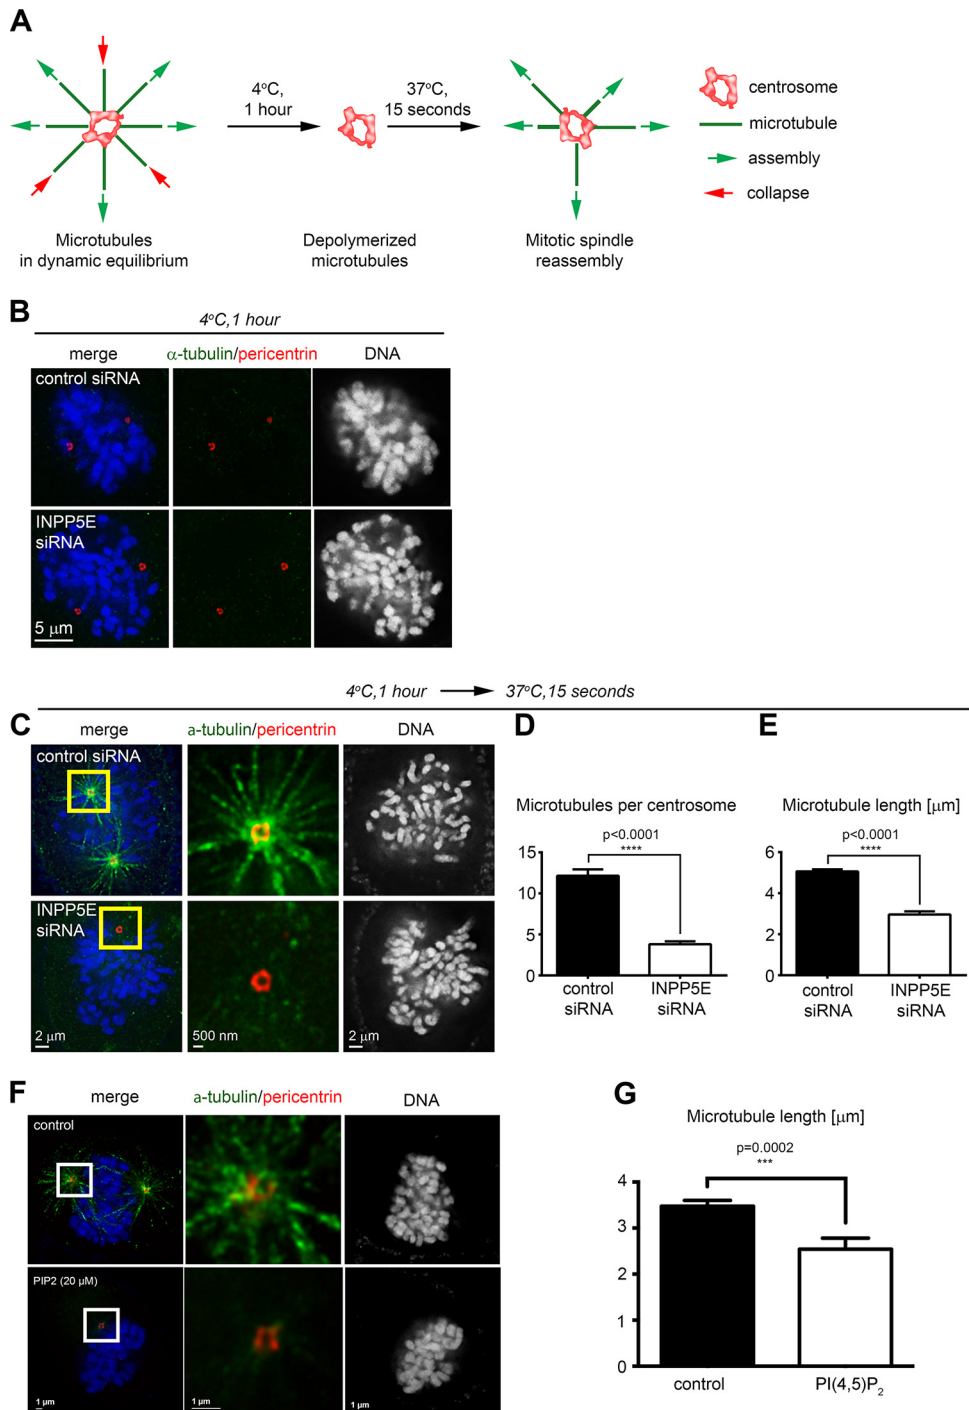 A
4°C,
1 hour
37°C,
15 seconds
centrosome
microtubule
assembly
collapse
Microtubules
in dynamic equilibrium
Depolymerized
microtubules
Mitotic spindle
reassembly
B
4°C,1 hour
merge
α-tubulin/pericentrin
DNA
control siRNA
INPP5E
siRNA
5 µm
4°C,1 hour
37°C,15 seconds
C
merge
a-tubulin/pericentrin
DNA
control siRNA
INPP5E
siRNA
2 µm
500 nm
2 µm
D
Microtubules per centrosome
p<0.0001
****
15
10
5
0
control
siRNA
INPP5E
siRNA
E
Microtubule length [µm]
p<0.0001
****
6
4
2
0
control
siRNA
INPP5E
siRNA
F
merge
a-tubulin/pericentrin
DNA
control
PIP2 (20 µM)
1 µm
1 µm
1 µm
G
Microtubule length [µm]
p=0.0002
***
4
3
2
1
0
control
PI(4,5)P₂